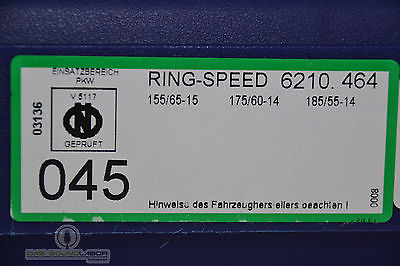 EINSATZBEREICH
PKW
V 5117
GEPRÜFT
03136
045
RING-SPEED 6210.464
155/65-15 175/60-14 185/55-14
Hinweise des Fahrzeugherstellers beachten !
8000